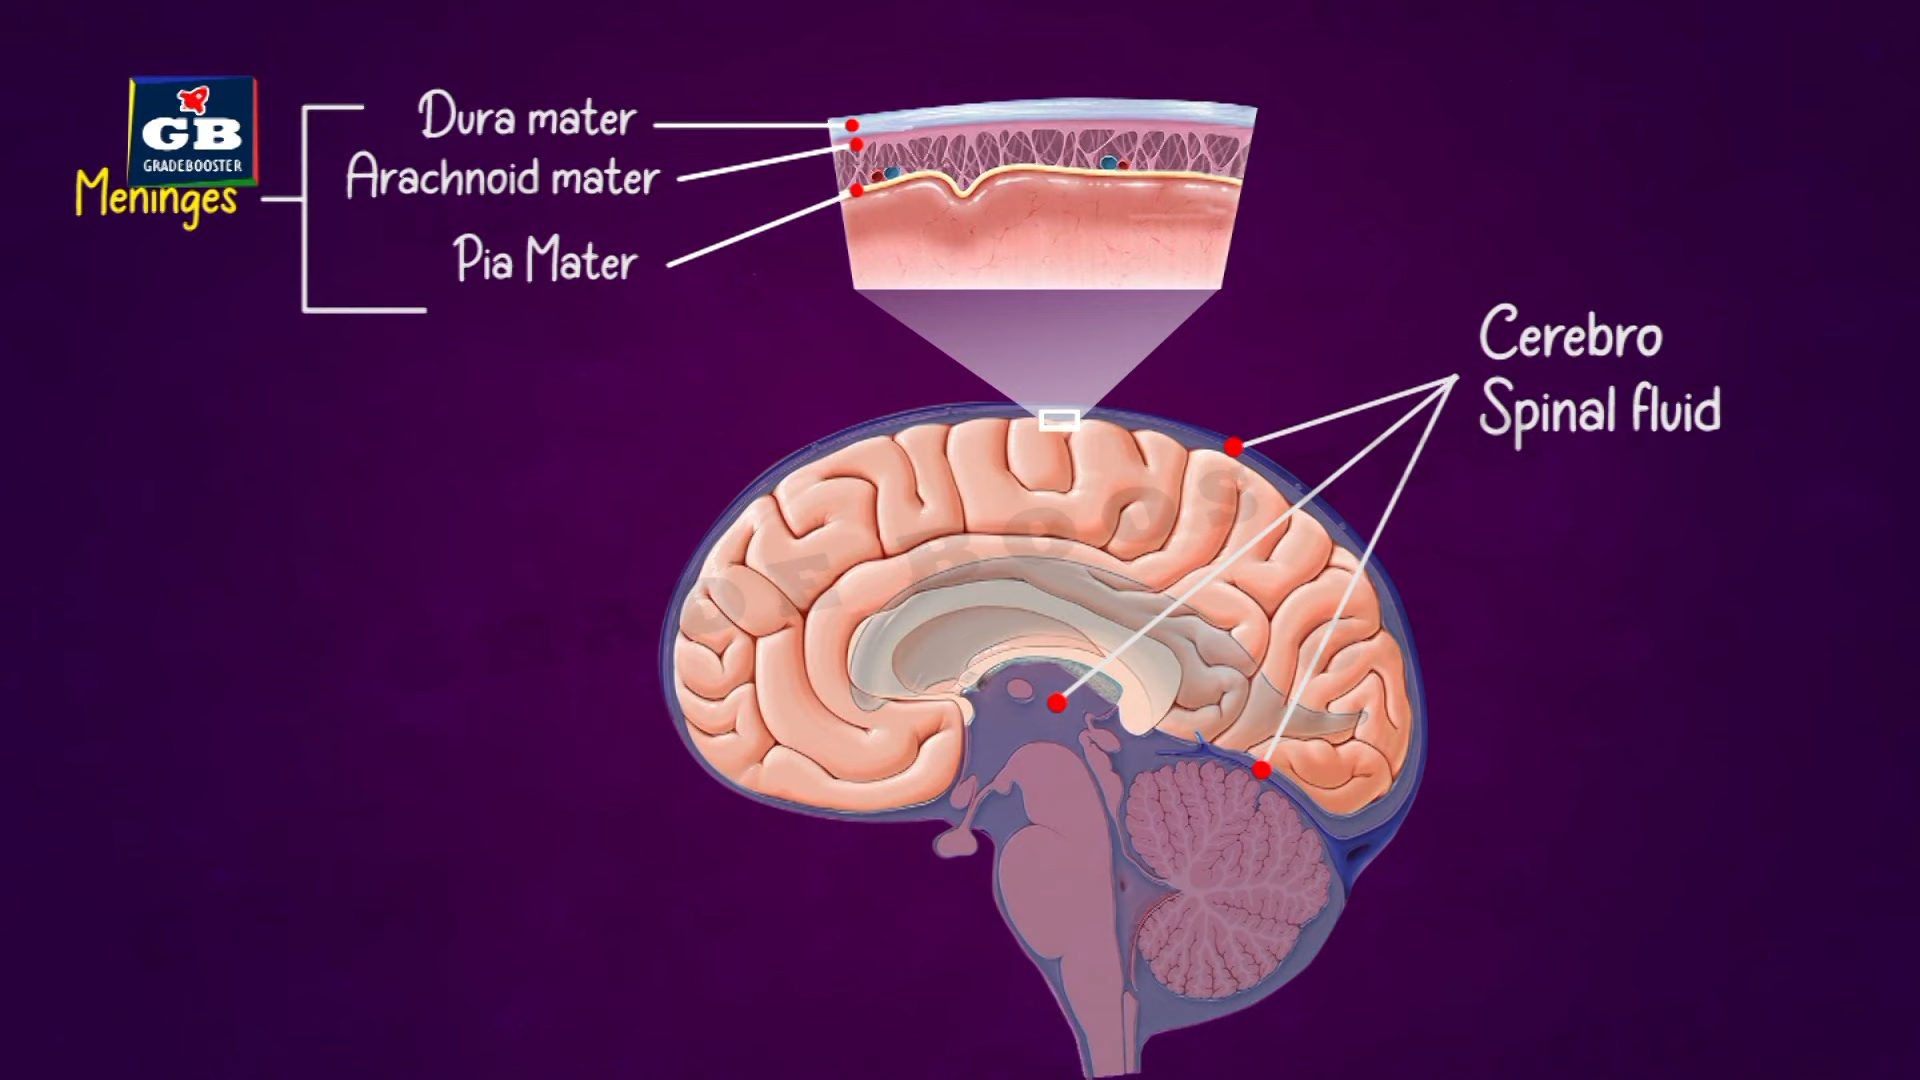 GB
GRADEBOOSTER
Meninges
Dura mater
Arachnoid mater
Pia Mater
Cerebro
Spinal fluid